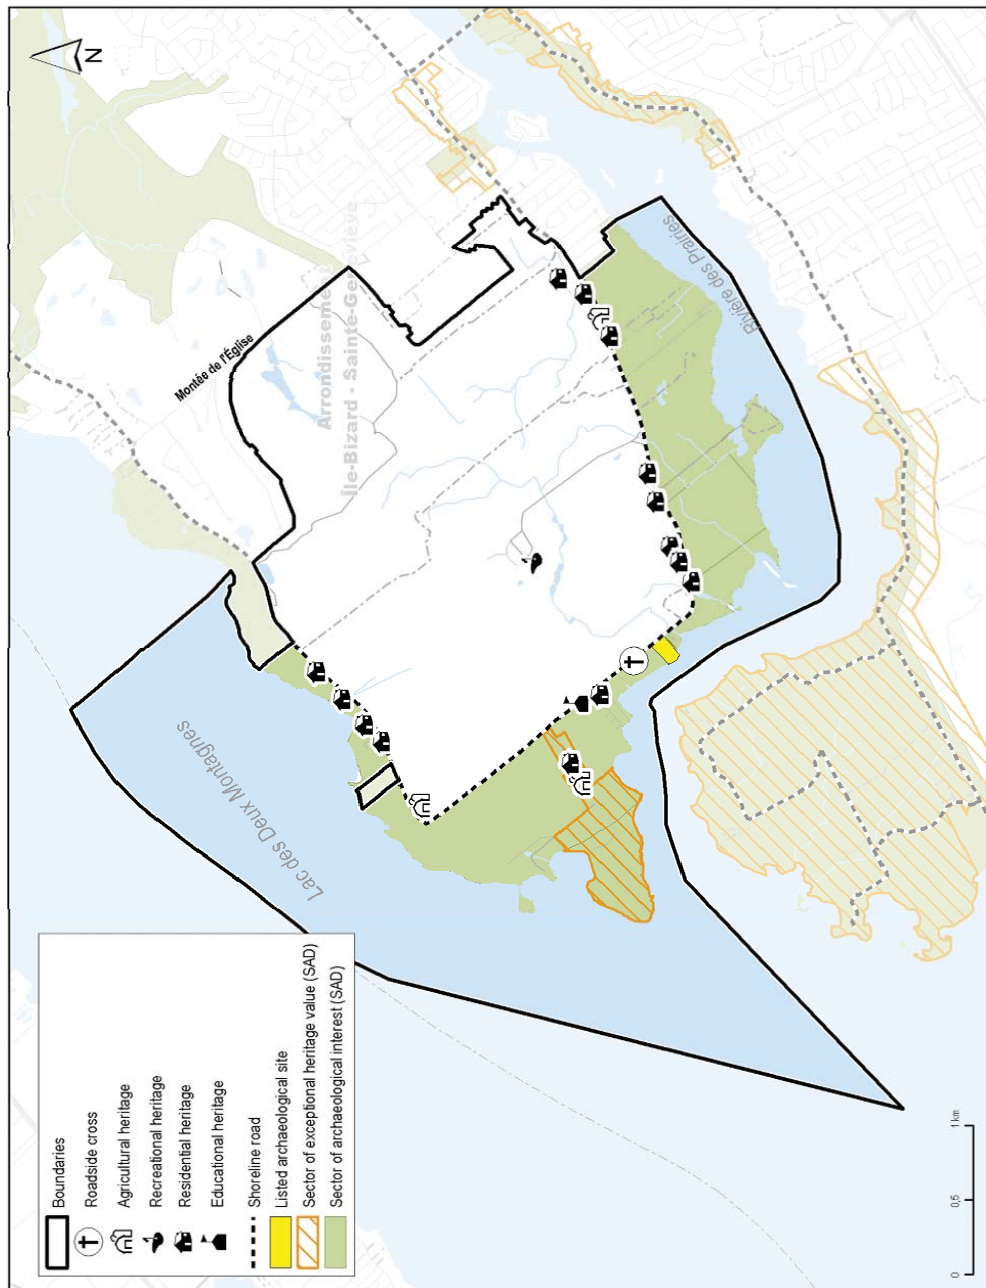 N
Montée de l'Église
Arrondissement
Île-Bizard - Sainte-Geneviève
Rivière des Prairies
Lac des Deux Montagnes
Boundaries
Roadside cross
Agricultural heritage
Recreational heritage
Residential heritage
Educational heritage
Shoreline road
Listed archaeological site
Sector of exceptional heritage value (SAD)
Sector of archaeological interest (SAD)
0 0,5 1 km